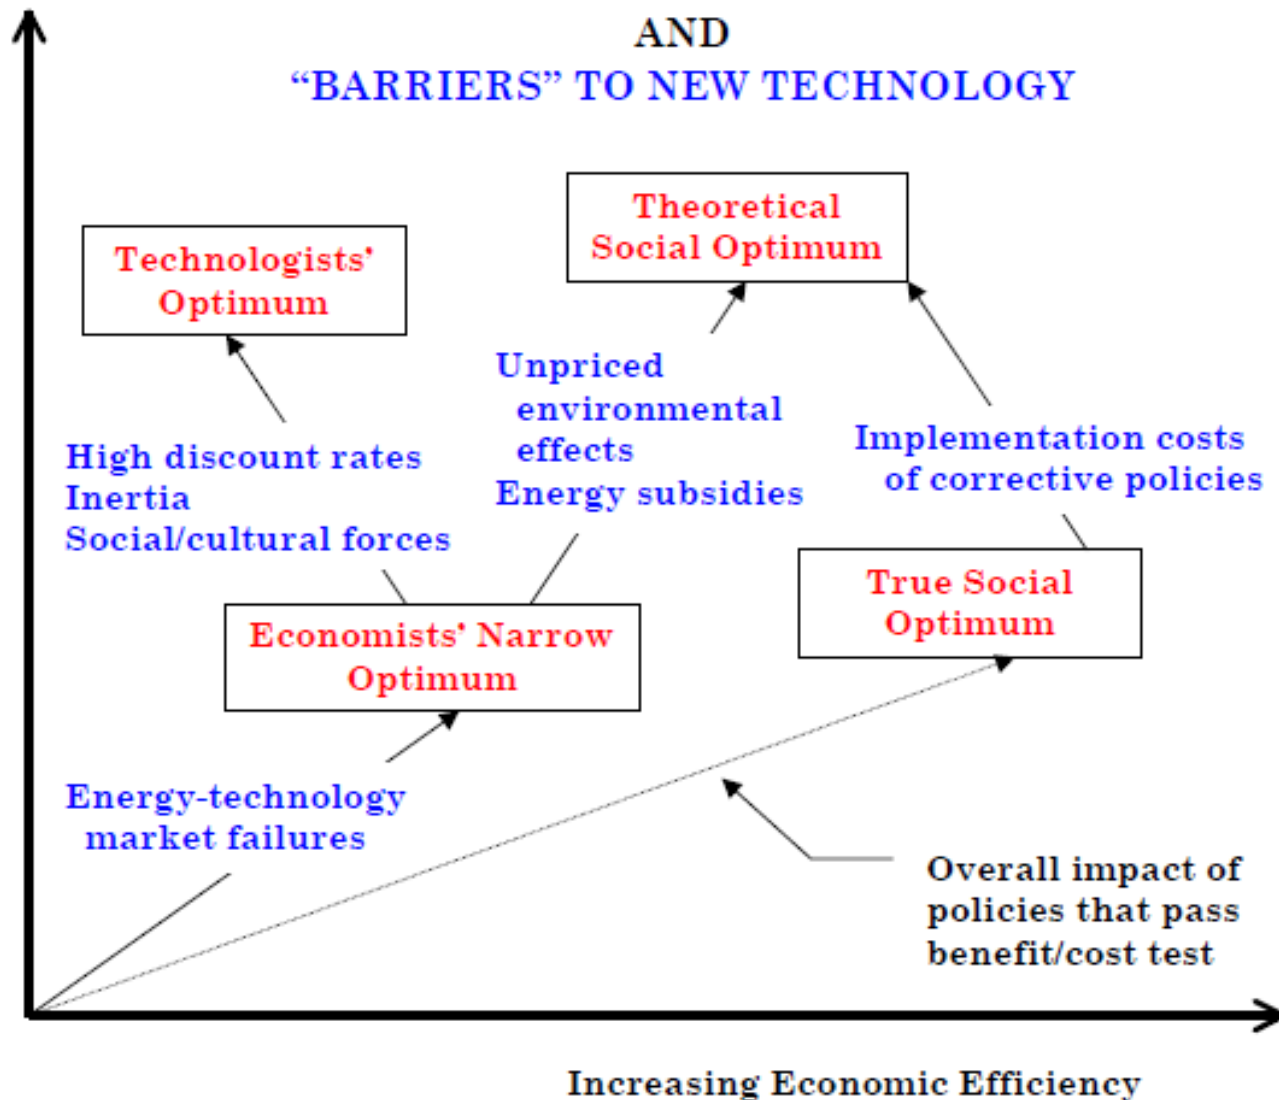 AND
“BARRIERS” TO NEW TECHNOLOGY
Theoretical
Social Optimum
Technologists’
Optimum
Unpriced
environmental
effects
Energy subsidies
High discount rates
Inertia
Social/cultural forces
Implementation costs
of corrective policies
True Social
Optimum
Economists’ Narrow
Optimum
Energy-technology
market failures
Overall impact of
policies that pass
benefit/cost test
Increasing Economic Efficiency